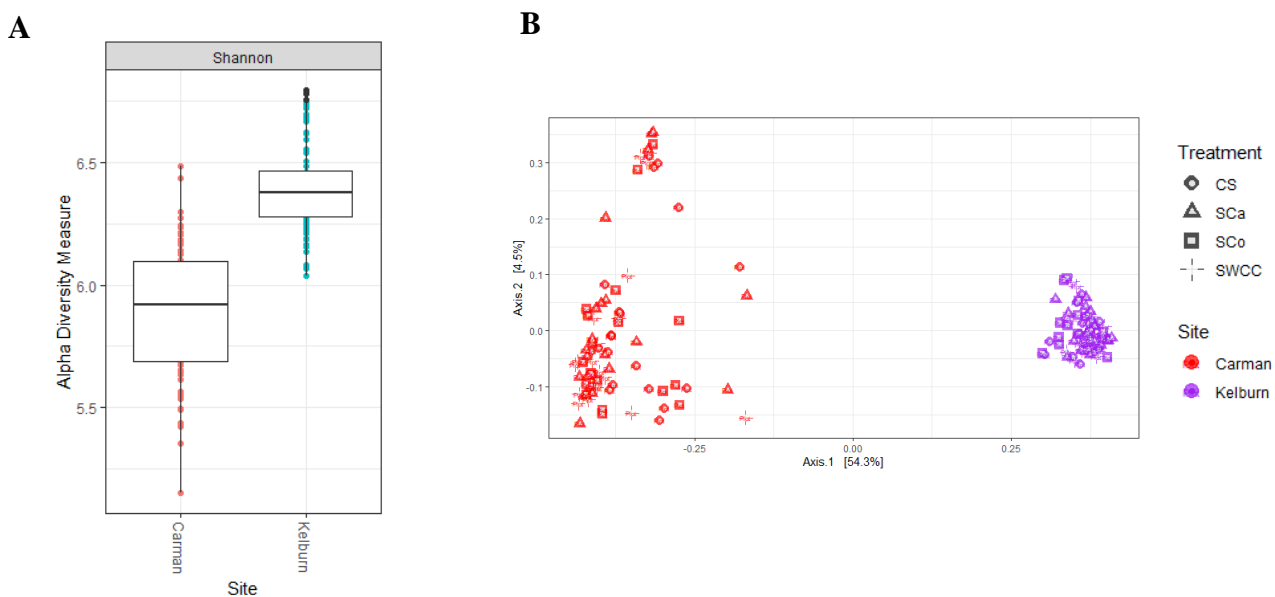 A
Shannon
Alpha Diversity Measure
6.5
6.0
5.5
Carman
Kelburn
Site
B
Axis.2 [4.5%]
0.3
0.2
0.1
0.0
-0.1
-0.25
0.00
0.25
Axis.1 [54.3%]
Treatment
CS
SCa
SCo
SWCC
Site
Carman
Kelburn